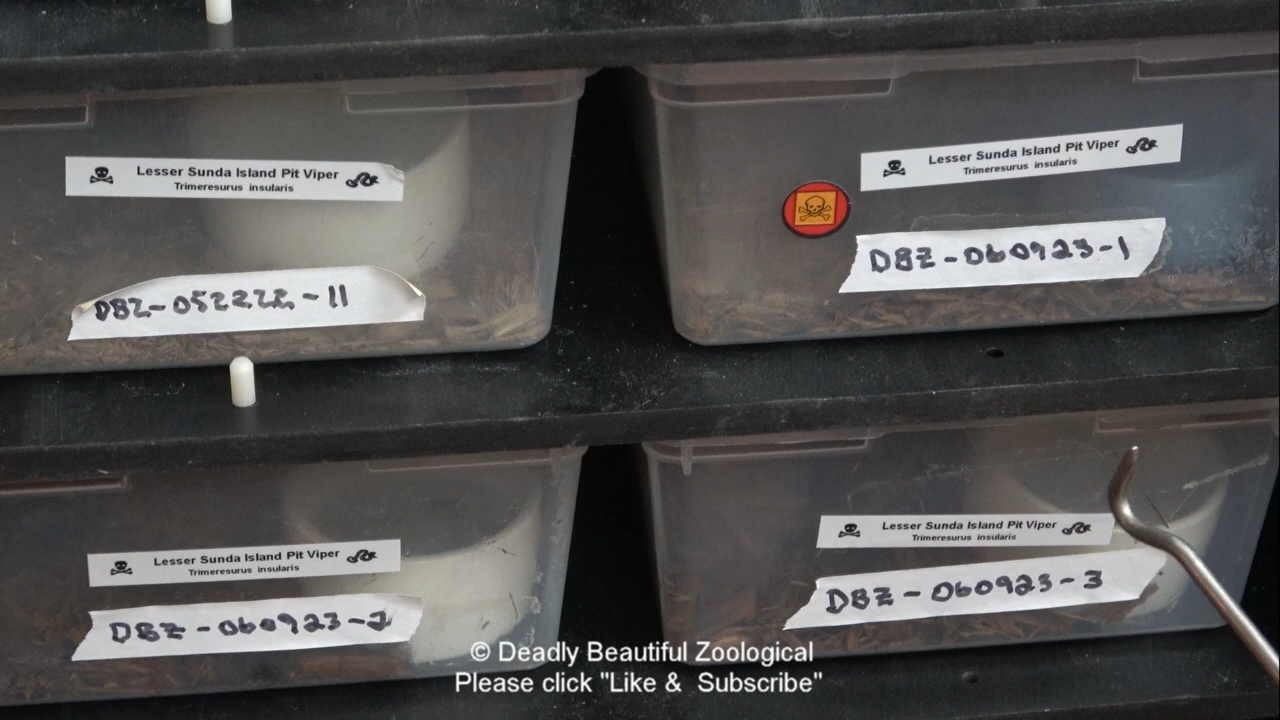 Lesser Sunda Island Pit Viper
Trimeresurus insularis
DBZ-052222-11
Lesser Sunda Island Pit Viper
Trimeresurus insularis
DBZ-060923-1
Lesser Sunda Island Pit Viper
Trimeresurus insularis
DBZ-060923-2
Lesser Sunda Island Pit Viper
Trimeresurus insularis
DBZ-060923-3
© Deadly Beautiful Zoological
Please click "Like & Subscribe"